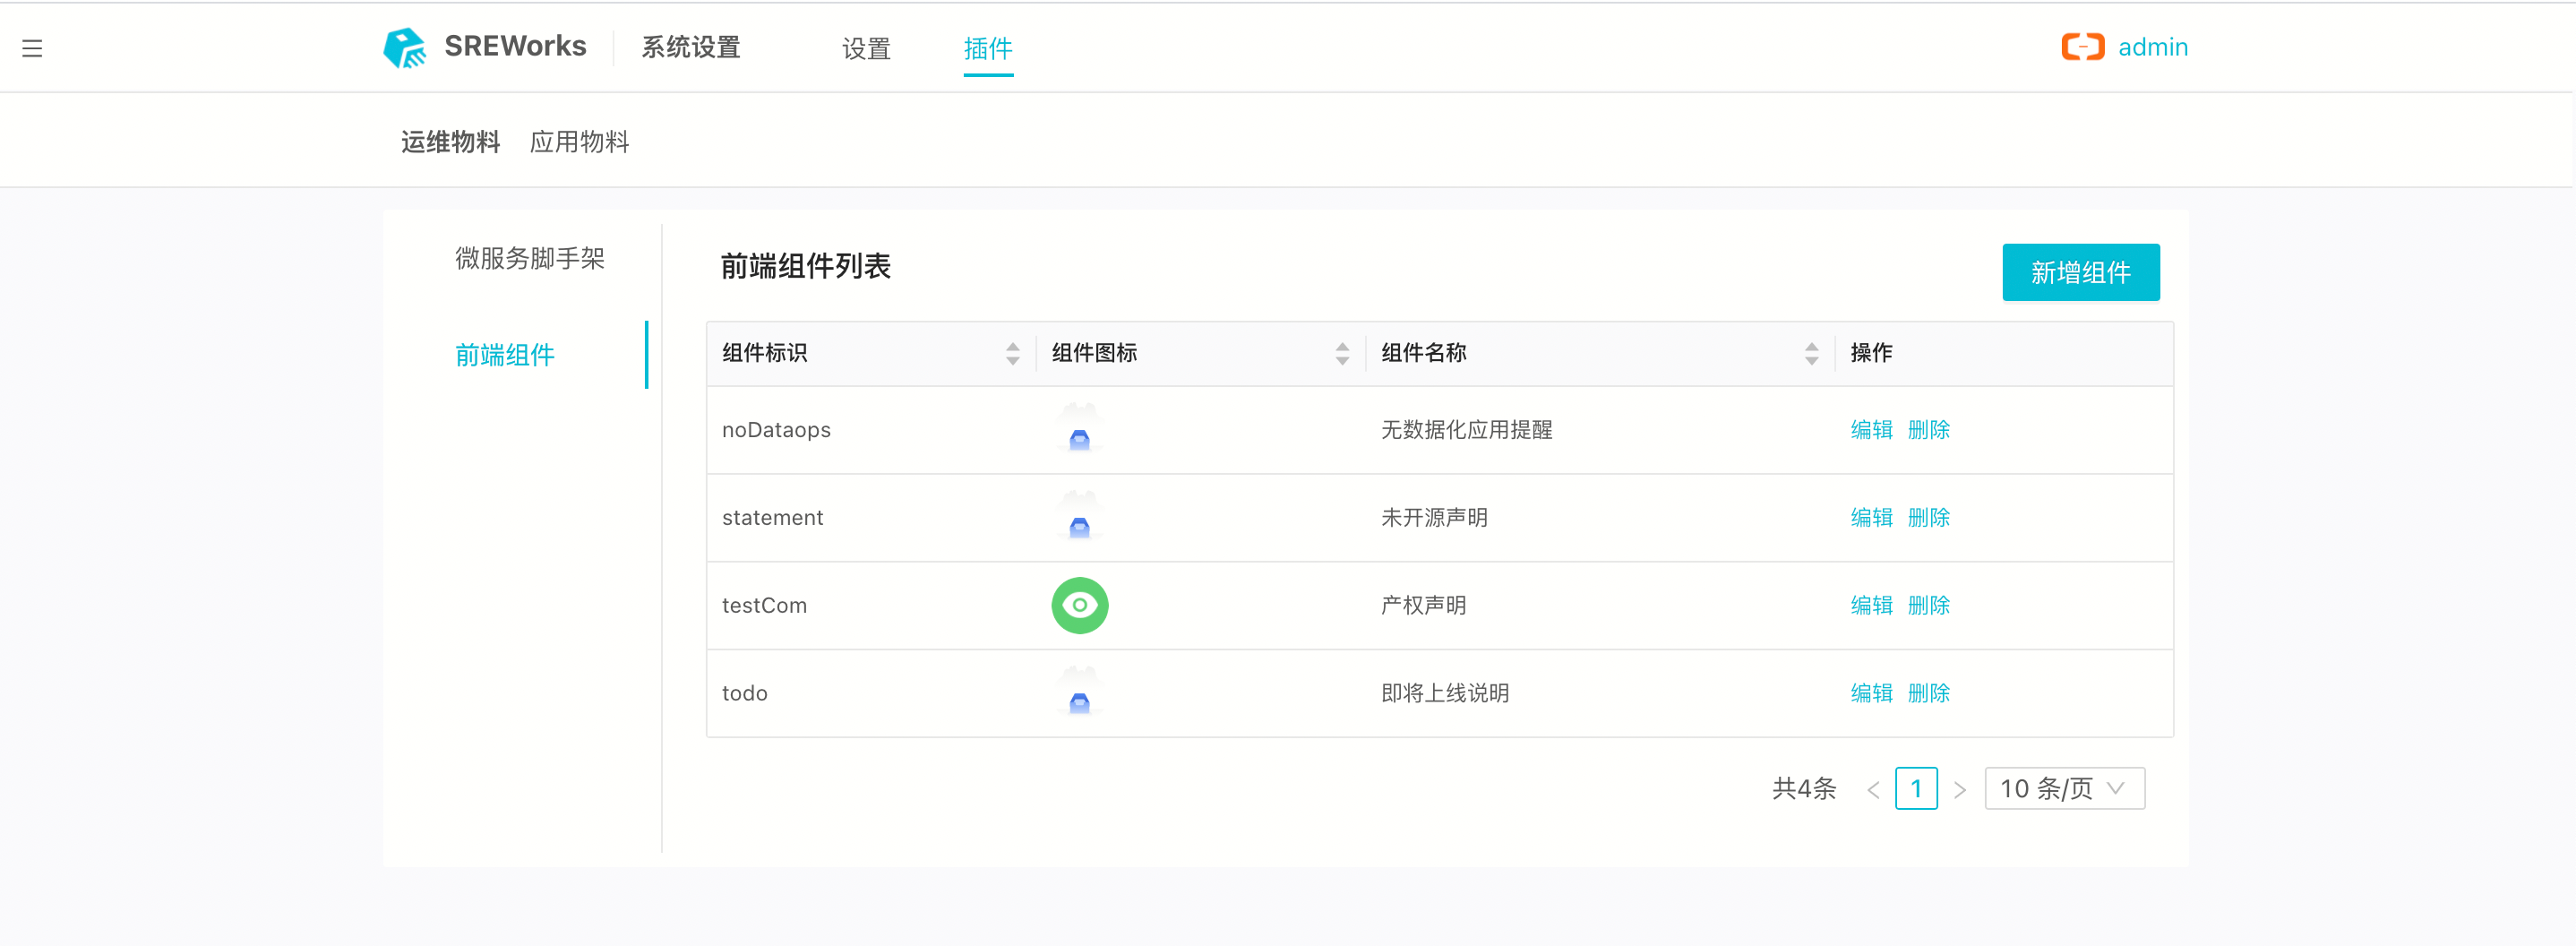 SREWorks 系统设置 设置 插件 admin
运维物料 应用物料
微服务脚手架
前端组件
前端组件列表 新增组件
组件标识 组件图标 组件名称 操作
noDataops 无数据化应用提醒 编辑 删除
statement 未开源声明 编辑 删除
testCom 产权声明 编辑 删除
todo 即将上线说明 编辑 删除
共4条 < 1 > 10 条/页